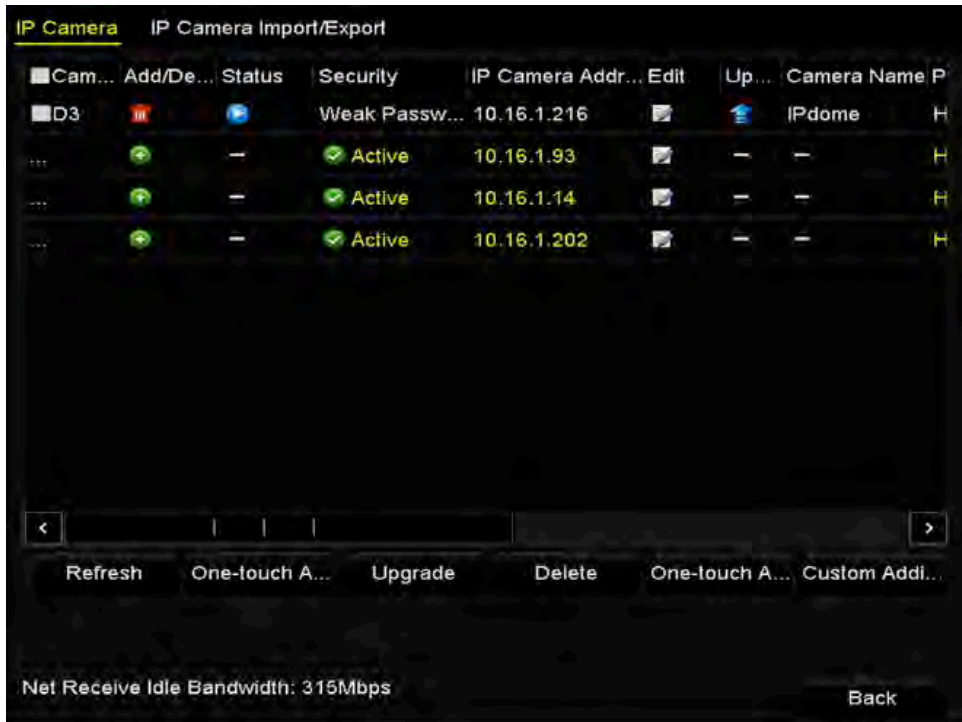 IP Camera IP Camera Import/Export
Cam... Add/De... Status Security IP Camera Addr... Edit Up... Camera Name P
D3 Weak Passw... 10.16.1.216 IPdome H
... — Active 10.16.1.93 — — H
... — Active 10.16.1.14 — — H
... — Active 10.16.1.202 — — H
< >
Refresh One-touch A... Upgrade Delete One-touch A... Custom Addi...
Net Receive Idle Bandwidth: 315Mbps
Back